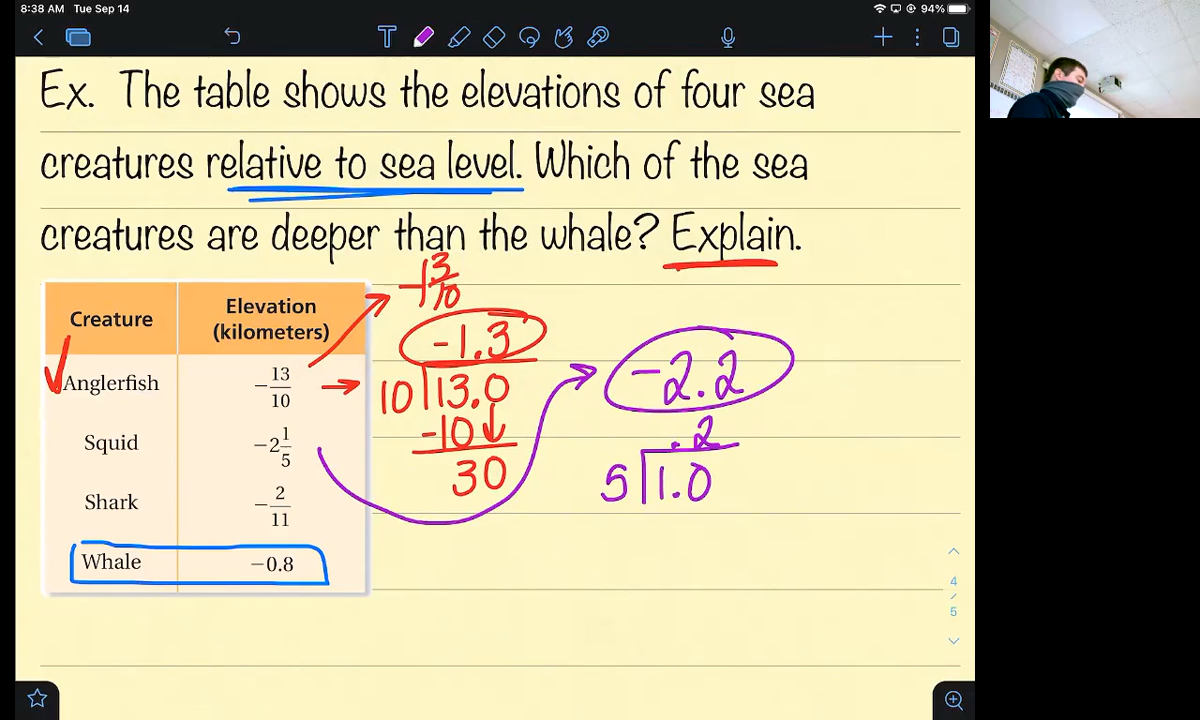 8:38 AM Tue Sep 14
94%
Ex. The table shows the elevations of four sea
creatures relative to sea level. Which of the sea
creatures are deeper than the whale? Explain.
Creature Elevation
(kilometers)
Anglerfish −13/10
Squid −2 1/5
Shark −2/11
Whale −0.8
-1 3/10
-1.3
10 13.0
-10
30
-2.2
.2
5 1.0
4
5